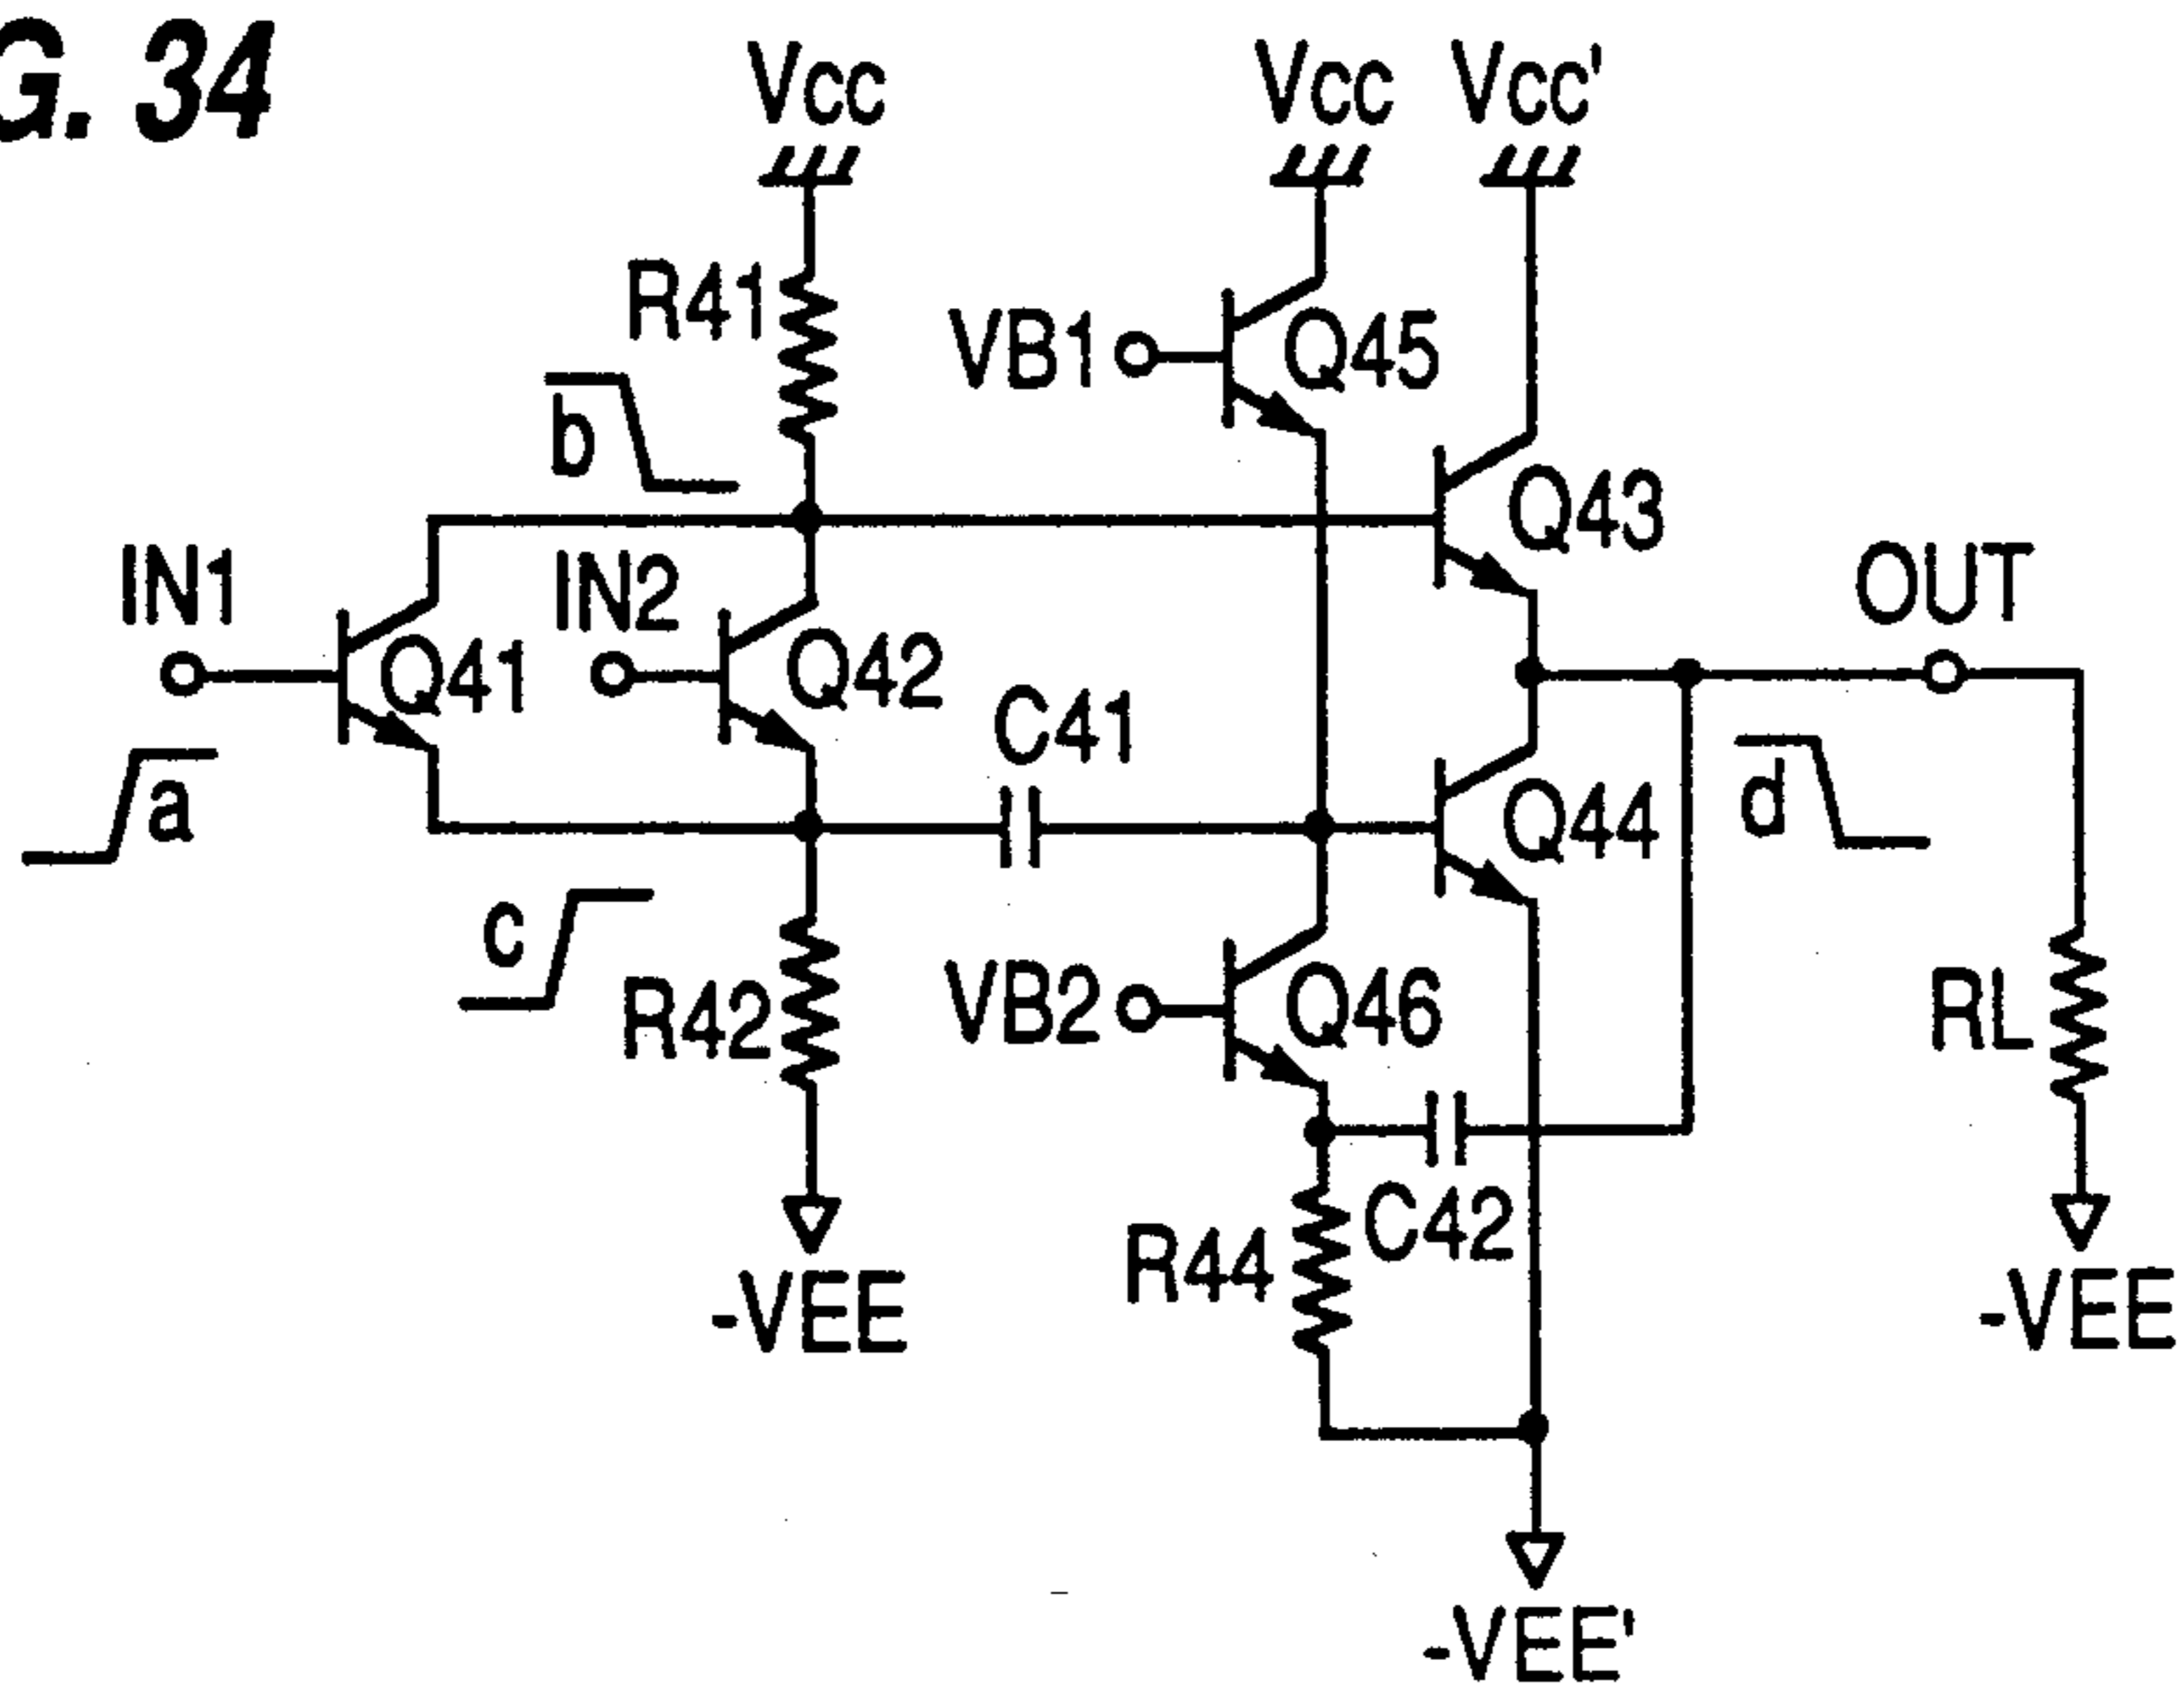 G. 34
Vcc
Vcc
Vcc'
R41
VB1
Q45
b
Q43
IN1
IN2
OUT
Q41
Q42
C41
a
d
Q44
c
R42
VB2
Q46
RL
C42
R44
-VEE
-VEE
-VEE'